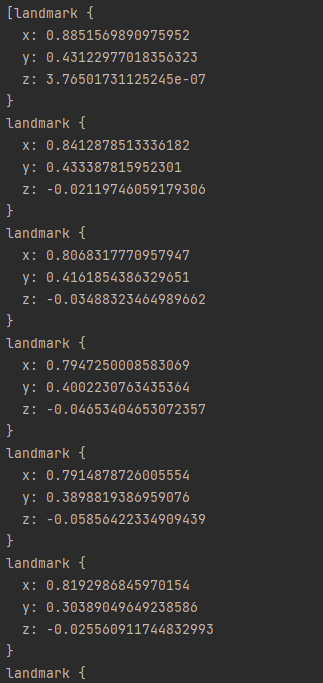 [landmark {
x: 0.8851569890975952
y: 0.43122977018356323
z: 3.76501731125245e-07
}
landmark {
x: 0.8412878513336182
y: 0.433387815952301
z: -0.02119746059179306
}
landmark {
x: 0.8068317770957947
y: 0.4161854386329651
z: -0.03488323464989662
}
landmark {
x: 0.7947250008583069
y: 0.4002230763435364
z: -0.04653404653072357
}
landmark {
x: 0.7914878726005554
y: 0.3898819386959076
z: -0.05856422334909439
}
landmark {
x: 0.8192986845970154
y: 0.30389049649238586
z: -0.025560911744832993
}
landmark {